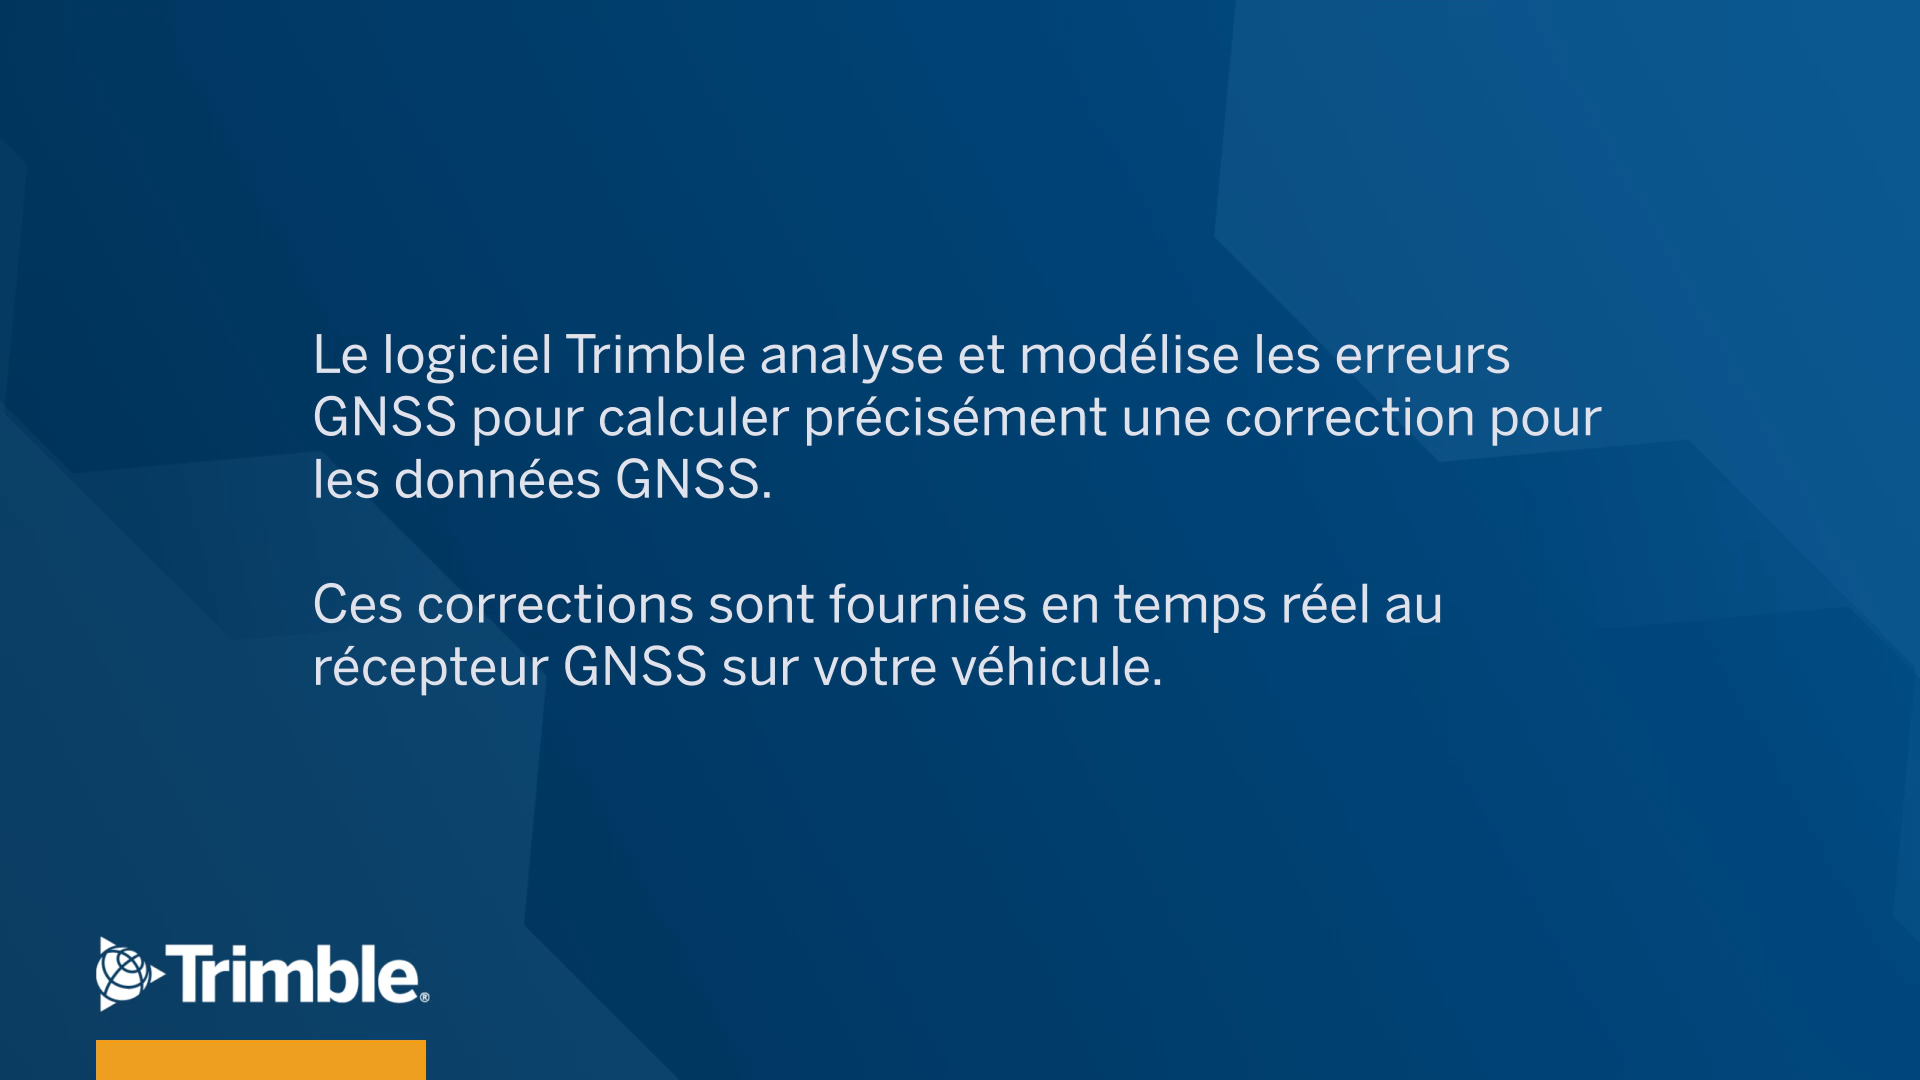 Le logiciel Trimble analyse et modélise les erreurs
GNSS pour calculer précisément une correction pour
les données GNSS.
Ces corrections sont fournies en temps réel au
récepteur GNSS sur votre véhicule.
Trimble®